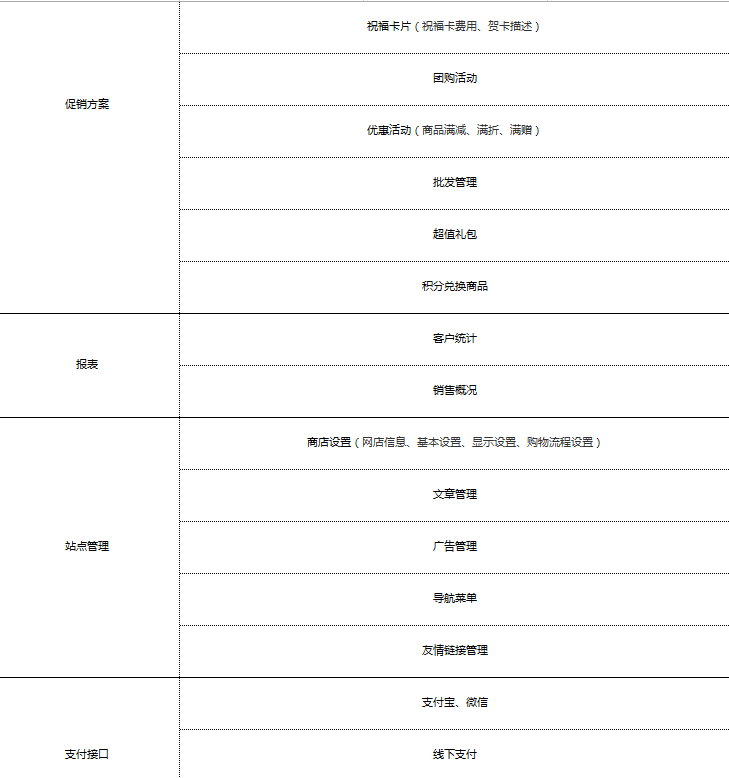 祝福卡片（祝福卡费用、贺卡描述）
团购活动
促销方案
优惠活动（商品满减、满折、满赠）
批发管理
超值礼包
积分兑换商品
客户统计
报表
销售概况
商店设置（网店信息、基本设置、显示设置、购物流程设置）
文章管理
站点管理
广告管理
导航菜单
友情链接管理
支付宝、微信
支付接口
线下支付